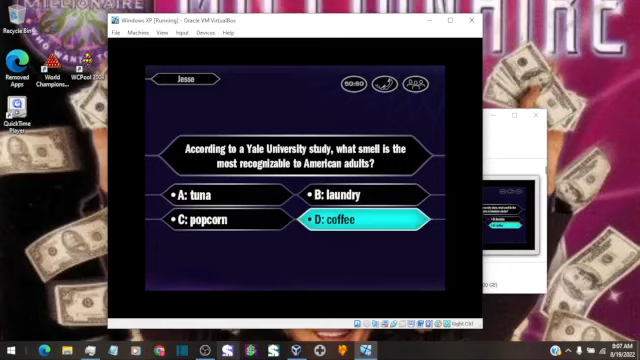 MILLIONAIRE
Windows XP [Running] - Oracle VM VirtualBox
File Machine View Input Devices Help
Recycle Bin
Removed
Apps
World
Champions...
WCPool 2004
QuickTime
Player
Jesse
50:50
According to a Yale University study, what smell is the
most recognizable to American adults?
• A: tuna
• B: laundry
• C: popcorn
• D: coffee
Right Ctrl
9:07 AM
8/19/2022